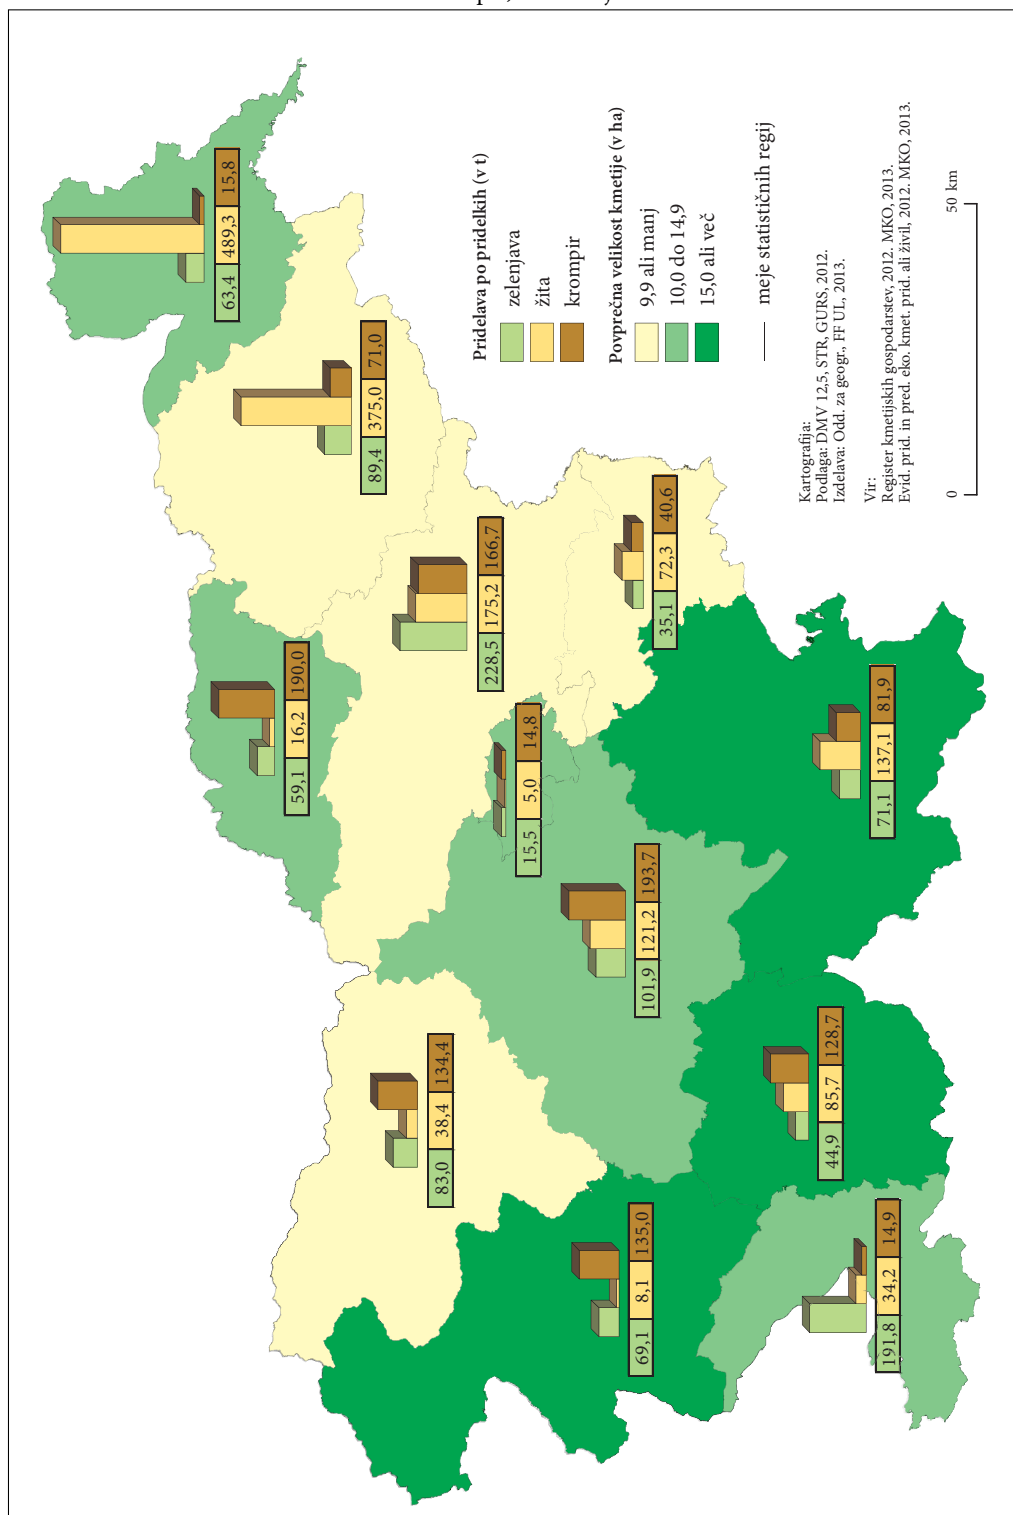 63,4 489,3 15,8
89,4 375,0 71,0
59,1 16,2 190,0
228,5 175,2 166,7
15,5 5,0 14,8
35,1 72,3 40,6
83,0 38,4 134,4
101,9 121,2 193,7
71,1 137,1 81,9
69,1 8,1 135,0
44,9 85,7 128,7
191,8 34,2 14,9
Pridelava po pridelkih (v t)
zelenjava
žita
krompir
Povprečna velikost kmetije (v ha)
9,9 ali manj
10,0 do 14,9
15,0 ali več
meje statističnih regij
Kartografija:
Podlaga: DMV 12,5, STR, GURS, 2012.
Izdelava: Odd. za geogr., FF UL, 2013.
Vir:
Register kmetijskih gospodarstev, 2012. MKO, 2013.
Evid. prid. in pred. eko. kmet. prid. ali živil, 2012. MKO, 2013.
0 50 km